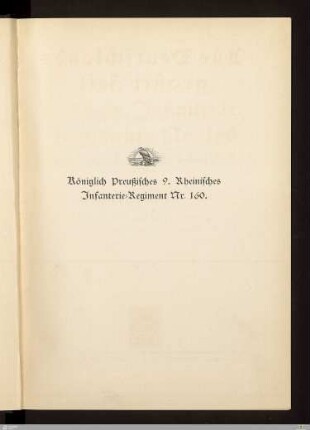 Königlich Preußisches 9. Rheinisches
Infanterie-Regiment Nr. 160.